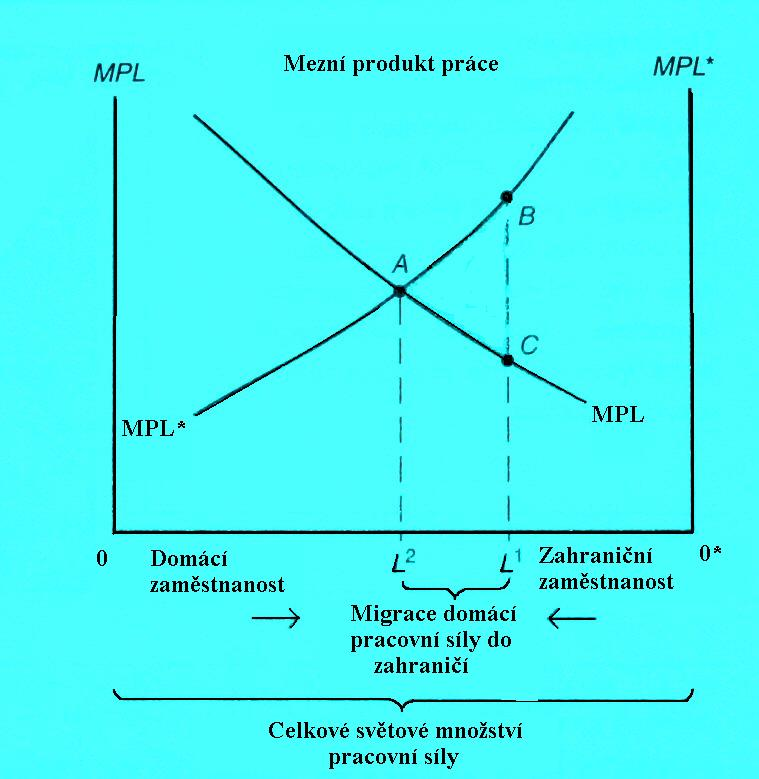 Mezní produkt práce
MPL
MPL*
A
B
C
MPL*
MPL
0
Domácí
zaměstnanost
L²
L¹
Zahraniční
zaměstnanost
0*
Migrace domácí
pracovní síly do
zahraničí
Celkové světové množství
pracovní síly